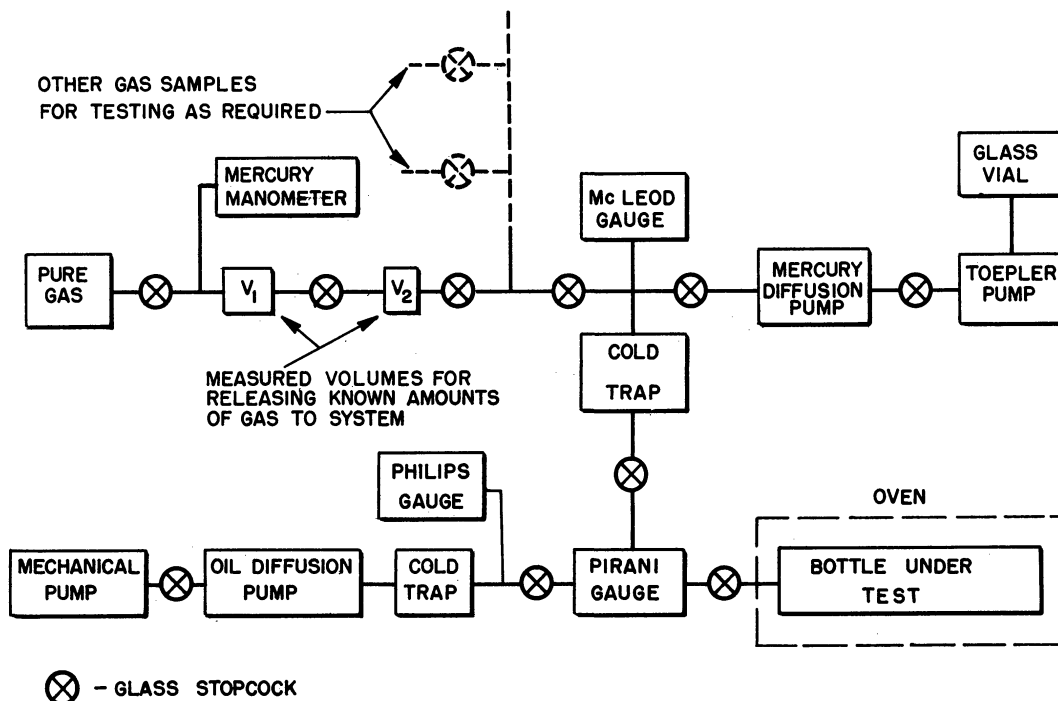 OTHER GAS SAMPLES
FOR TESTING AS REQUIRED
MERCURY
MANOMETER
Mc LEOD
GAUGE
GLASS
VIAL
PURE
GAS
V1
V2
MERCURY
DIFFUSION
PUMP
TOEPLER
PUMP
MEASURED VOLUMES FOR
RELEASING KNOWN AMOUNTS
OF GAS TO SYSTEM
COLD
TRAP
PHILIPS
GAUGE
OVEN
MECHANICAL
PUMP
OIL DIFFUSION
PUMP
COLD
TRAP
PIRANI
GAUGE
BOTTLE UNDER
TEST
- GLASS STOPCOCK